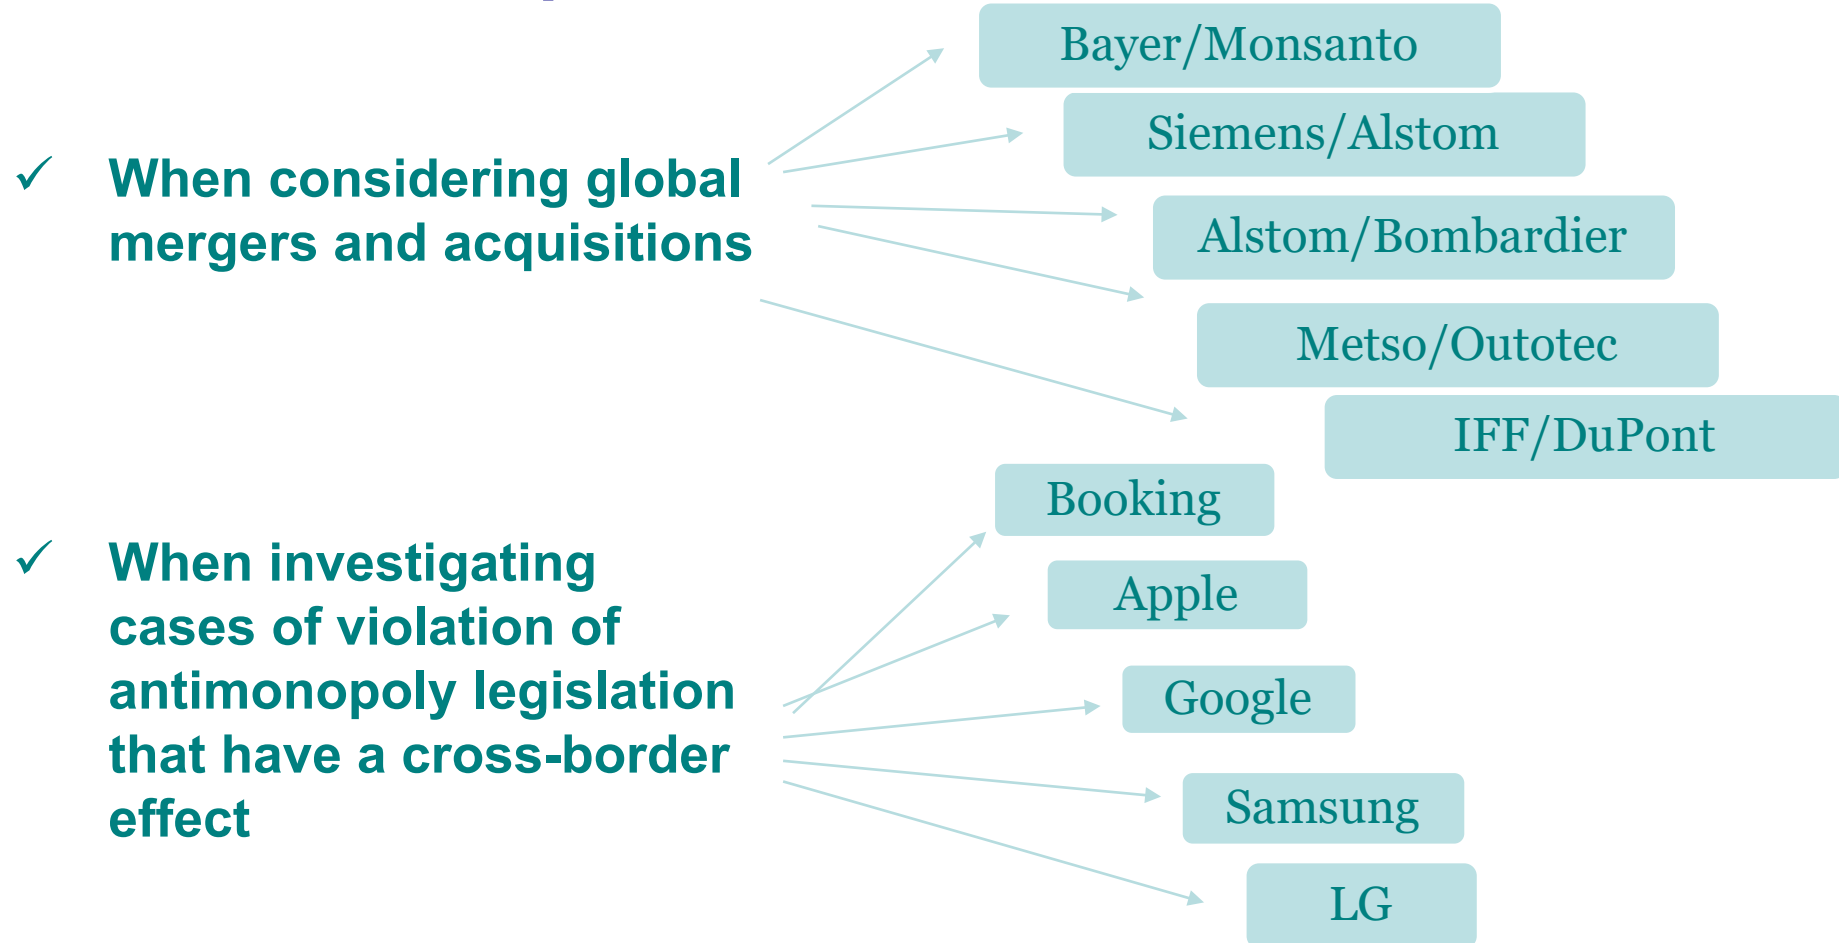 ✓ When considering global
mergers and acquisitions
Bayer/Monsanto
Siemens/Alstom
Alstom/Bombardier
Metso/Outotec
IFF/DuPont
✓ When investigating
cases of violation of
antimonopoly legislation
that have a cross-border
effect
Booking
Apple
Google
Samsung
LG